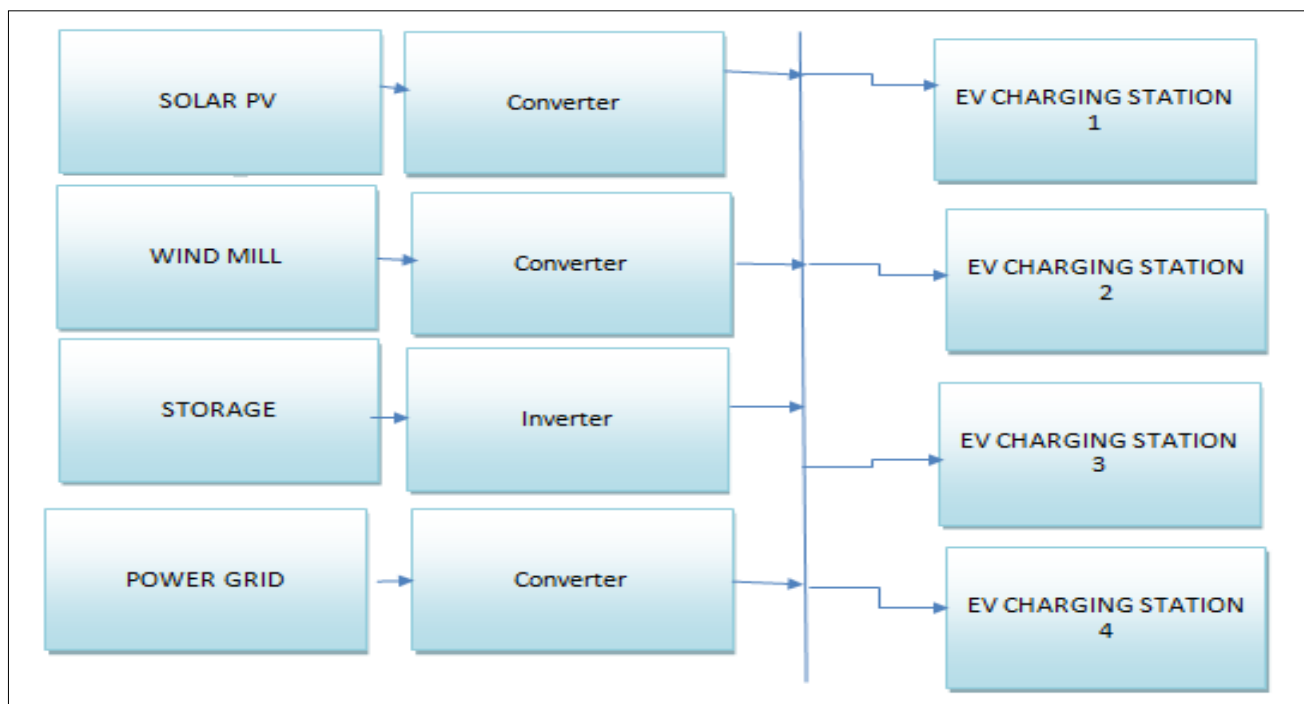 SOLAR PV
Converter
EV CHARGING STATION
1
WIND MILL
Converter
EV CHARGING STATION
2
STORAGE
Inverter
EV CHARGING STATION
3
POWER GRID
Converter
EV CHARGING STATION
4